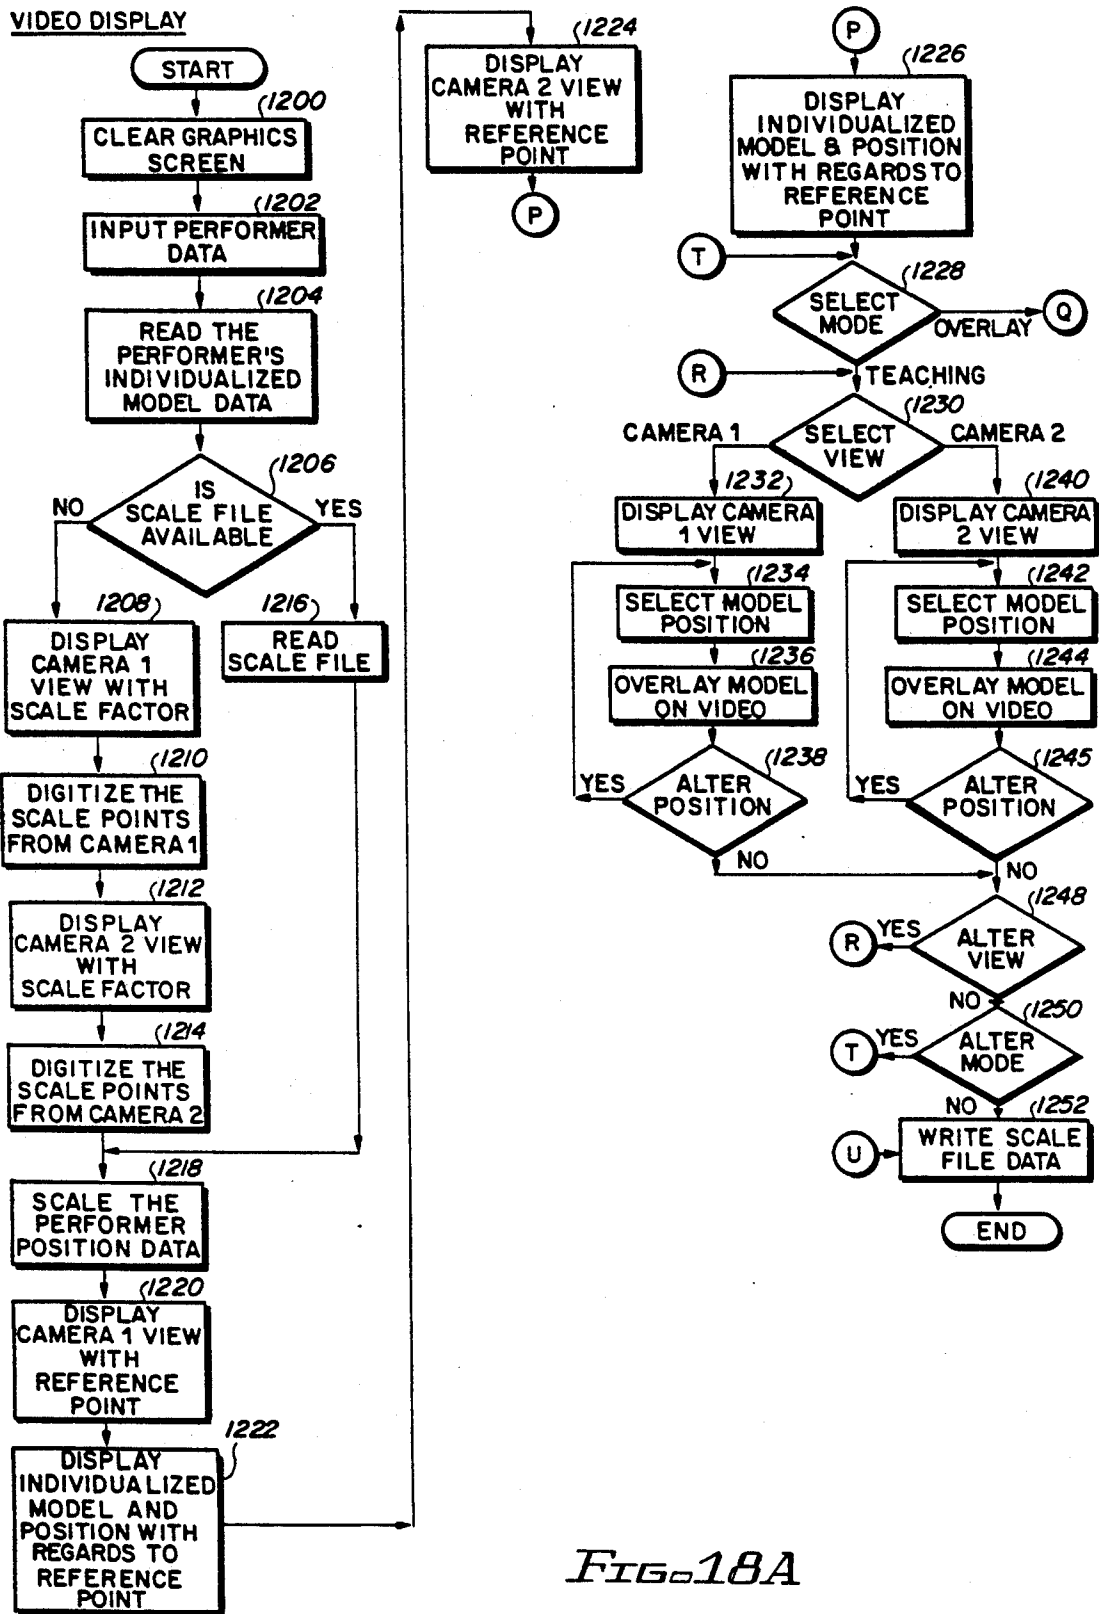 VIDEO DISPLAY
START
1200
CLEAR GRAPHICS
SCREEN
1202
INPUT PERFORMER
DATA
1204
READ THE
PERFORMER'S
INDIVIDUALIZED
MODEL DATA
1206
IS
SCALE FILE
AVAILABLE
NO
YES
1208
DISPLAY
CAMERA 1
VIEW WITH
SCALE FACTOR
1216
READ
SCALE FILE
1210
DIGITIZE THE
SCALE POINTS
FROM CAMERA 1
1212
DISPLAY
CAMERA 2 VIEW
WITH
SCALE FACTOR
1214
DIGITIZE THE
SCALE POINTS
FROM CAMERA 2
1218
SCALE THE
PERFORMER
POSITION DATA
1220
DISPLAY
CAMERA 1 VIEW
WITH
REFERENCE
POINT
1222
DISPLAY
INDIVIDUALIZED
MODEL AND
POSITION WITH
REGARDS TO
REFERENCE
POINT
1224
DISPLAY
CAMERA 2 VIEW
WITH
REFERENCE
POINT
P
P
1226
DISPLAY
INDIVIDUALIZED
MODEL & POSITION
WITH REGARDS TO
REFERENCE
POINT
T
1228
SELECT
MODE
OVERLAY
Q
R
TEACHING
1230
SELECT
VIEW
CAMERA 1
CAMERA 2
1232
DISPLAY CAMERA
1 VIEW
1234
SELECT MODEL
POSITION
1236
OVERLAY MODEL
ON VIDEO
1238
ALTER
POSITION
YES
NO
1240
DISPLAY CAMERA
2 VIEW
1242
SELECT MODEL
POSITION
1244
OVERLAY MODEL
ON VIDEO
1245
ALTER
POSITION
YES
NO
1248
ALTER
VIEW
YES
R
NO
1250
ALTER
MODE
YES
T
NO
1252
WRITE SCALE
FILE DATA
U
END
FIG. 18A